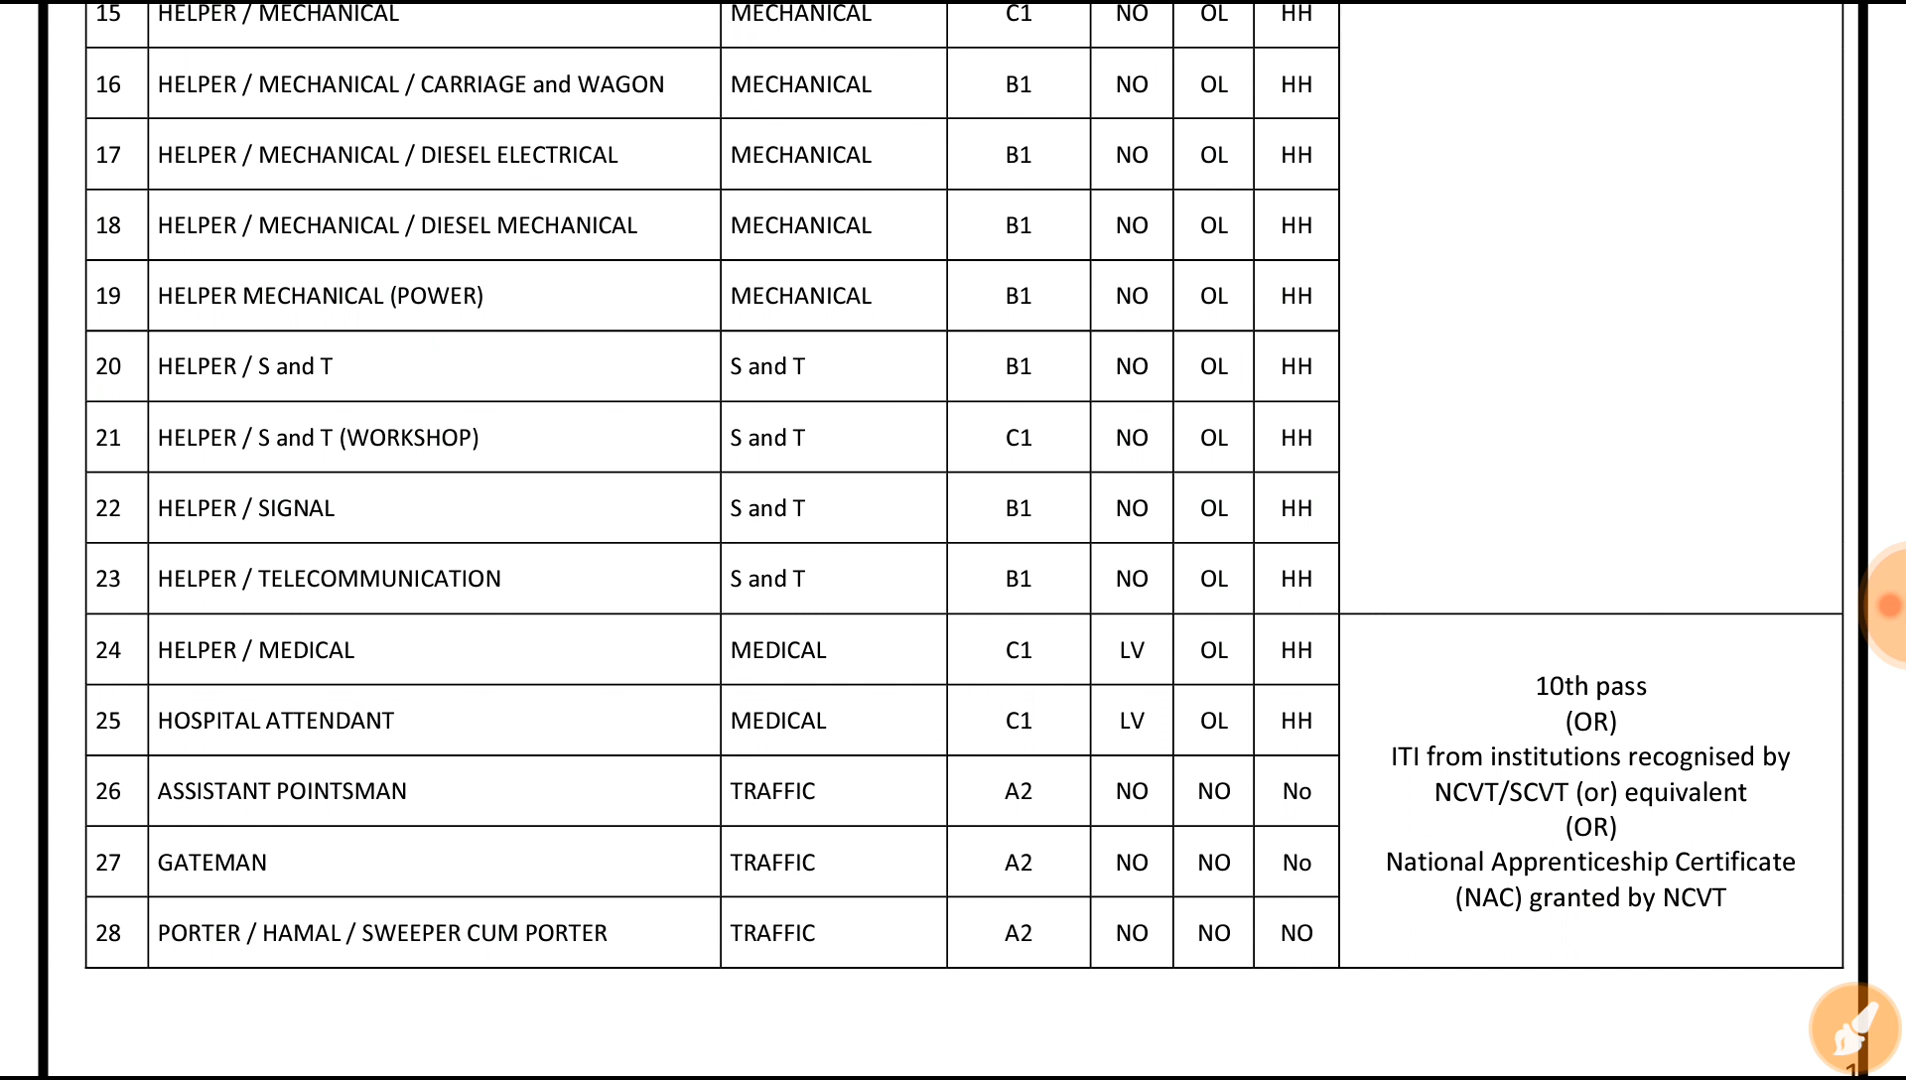 15 HELPER / MECHANICAL MECHANICAL C1 NO OL HH
16 HELPER / MECHANICAL / CARRIAGE and WAGON MECHANICAL B1 NO OL HH
17 HELPER / MECHANICAL / DIESEL ELECTRICAL MECHANICAL B1 NO OL HH
18 HELPER / MECHANICAL / DIESEL MECHANICAL MECHANICAL B1 NO OL HH
19 HELPER MECHANICAL (POWER) MECHANICAL B1 NO OL HH
20 HELPER / S and T S and T B1 NO OL HH
21 HELPER / S and T (WORKSHOP) S and T C1 NO OL HH
22 HELPER / SIGNAL S and T B1 NO OL HH
23 HELPER / TELECOMMUNICATION S and T B1 NO OL HH
24 HELPER / MEDICAL MEDICAL C1 LV OL HH
25 HOSPITAL ATTENDANT MEDICAL C1 LV OL HH
26 ASSISTANT POINTSMAN TRAFFIC A2 NO NO No
27 GATEMAN TRAFFIC A2 NO NO No
28 PORTER / HAMAL / SWEEPER CUM PORTER TRAFFIC A2 NO NO NO
10th pass
(OR)
ITI from institutions recognised by
NCVT/SCVT (or) equivalent
(OR)
National Apprenticeship Certificate
(NAC) granted by NCVT